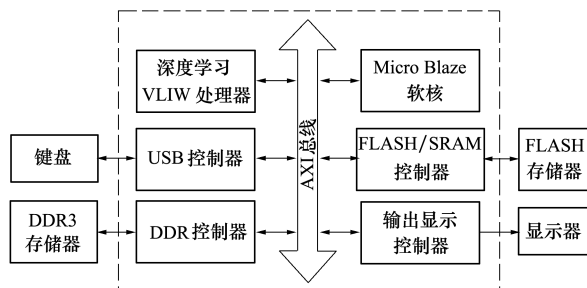 深度学习
VLIW 处理器
Micro Blaze
软核
键盘
USB 控制器
AXI总线
FLASH/SRAM
控制器
FLASH
存储器
DDR3
存储器
DDR 控制器
输出显示
控制器
显示器